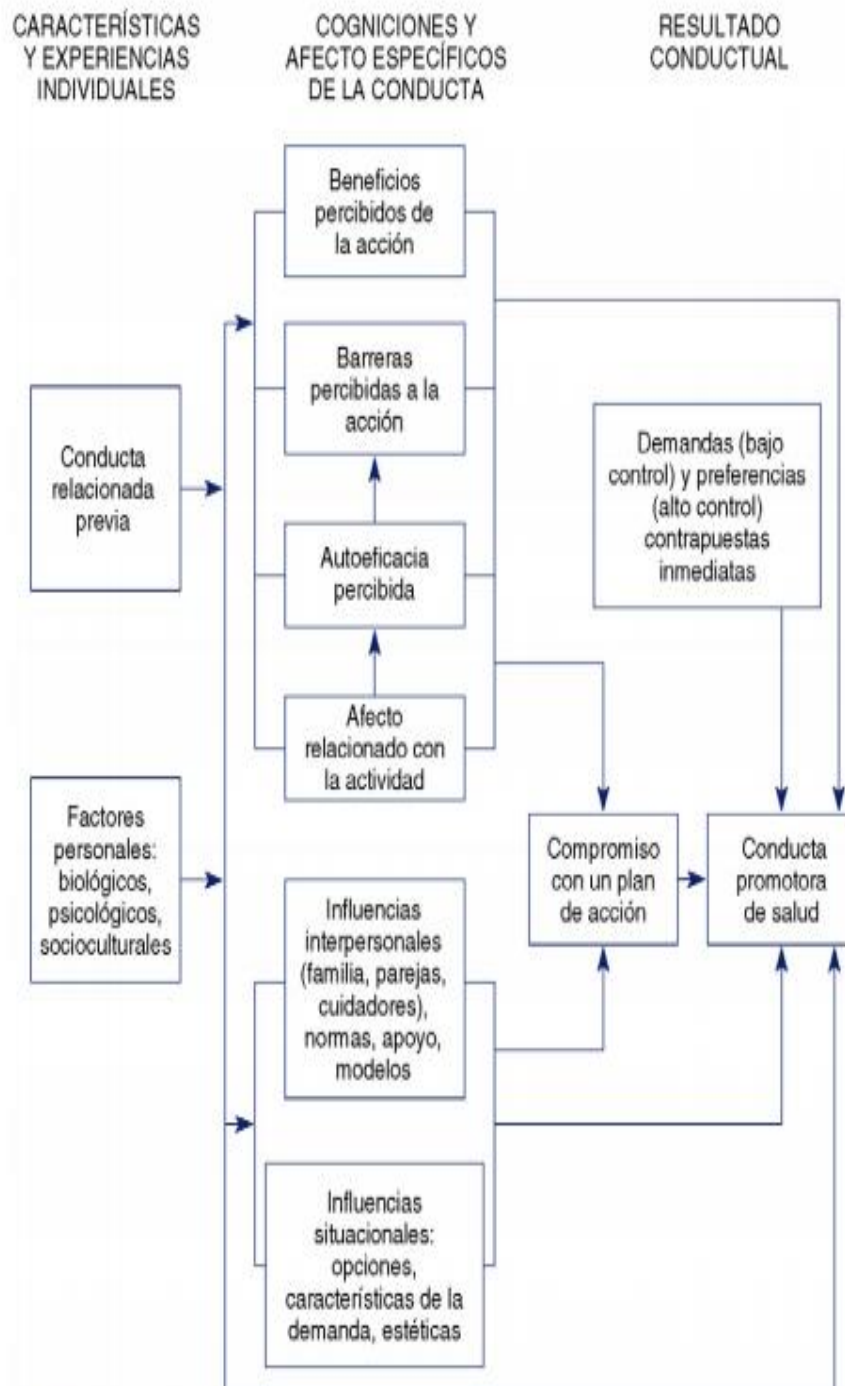 CARACTERÍSTICAS
Y EXPERIENCIAS
INDIVIDUALES
COGNICIONES Y
AFECTO ESPECÍFICOS
DE LA CONDUCTA
RESULTADO
CONDUCTUAL
Beneficios
percibidos de
la acción
Barreras
percibidas a la
acción
Conducta
relacionada
previa
Demandas (bajo
control) y preferencias
(alto control)
contrapuestas
inmediatas
Autoeficacia
percibida
Afecto
relacionado con
la actividad
Factores
personales:
biológicos,
psicológicos,
socioculturales
Compromiso
con un plan
de acción
Conducta
promotora
de salud
Influencias
interpersonales
(familia, parejas,
cuidadores),
normas, apoyo,
modelos
Influencias
situacionales:
opciones,
características de la
demanda, estéticas